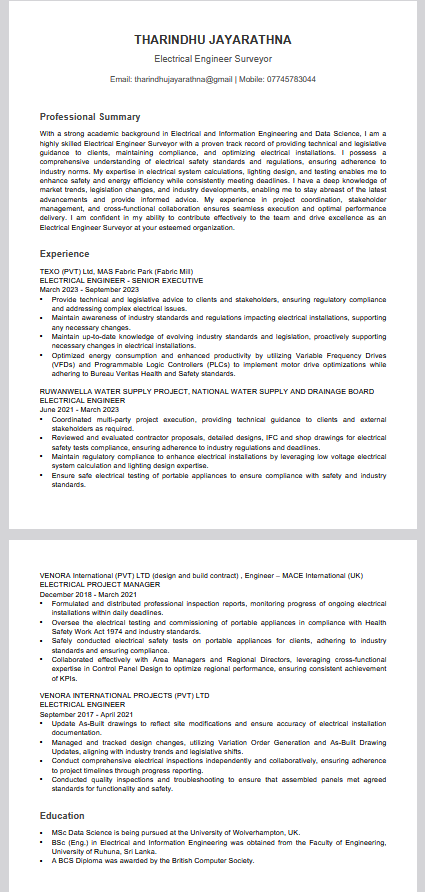 THARINDHU JAYARATHNA
Electrical Engineer Surveyor
Email: tharindhujayarathna@gmail | Mobile: 07745783044
Professional Summary
With a strong academic background in Electrical and Information Engineering and Data Science, I am a
highly skilled Electrical Engineer Surveyor with a proven track record of providing technical and legislative
guidance to clients, maintaining compliance, and optimizing electrical installations. I possess a
comprehensive understanding of electrical safety standards and regulations, ensuring adherence to
industry norms. My expertise in electrical system calculations, lighting design, and testing enables me to
enhance safety and energy efficiency while consistently meeting deadlines. I have a deep knowledge of
market trends, legislation changes, and industry developments, enabling me to stay abreast of the latest
advancements and provide informed advice. My experience in project coordination, stakeholder
management, and cross-functional collaboration ensures seamless execution and optimal performance
delivery. I am confident in my ability to contribute effectively to the team and drive excellence as an
Electrical Engineer Surveyor at your esteemed organization.
Experience
TEXO (PVT) Ltd, MAS Fabric Park (Fabric Mill)
ELECTRICAL ENGINEER - SENIOR EXECUTIVE
March 2023 - September 2023
• Provide technical and legislative advice to clients and stakeholders, ensuring regulatory compliance
and addressing complex electrical issues.
• Maintain awareness of industry standards and regulations impacting electrical installations, supporting
any necessary changes.
• Maintain up-to-date knowledge of evolving industry standards and legislation, proactively supporting
necessary changes in electrical installations.
• Optimized energy consumption and enhanced productivity by utilizing Variable Frequency Drives
(VFDs) and Programmable Logic Controllers (PLCs) to implement motor drive optimizations while
adhering to Bureau Veritas Health and Safety standards.
RUWANWELLA WATER SUPPLY PROJECT, NATIONAL WATER SUPPLY AND DRAINAGE BOARD
ELECTRICAL ENGINEER
June 2021 - March 2023
• Coordinated multi-party project execution, providing technical guidance to clients and external
stakeholders as required.
• Reviewed and evaluated contractor proposals, detailed designs, IFC and shop drawings for electrical
safety tests compliance, ensuring adherence to industry regulations and deadlines.
• Maintain regulatory compliance to enhance electrical installations by leveraging low voltage electrical
system calculation and lighting design expertise.
• Ensure safe electrical testing of portable appliances to ensure compliance with safety and industry
standards.
VENORA International (PVT) LTD (design and build contract) , Engineer – MACE International (UK)
ELECTRICAL PROJECT MANAGER
December 2018 - March 2021
• Formulated and distributed professional inspection reports, monitoring progress of ongoing electrical
installations within daily deadlines.
• Oversee the electrical testing and commissioning of portable appliances in compliance with Health
Safety Work Act 1974 and industry standards.
• Safely conducted electrical safety tests on portable appliances for clients, adhering to industry
standards and ensuring compliance.
• Collaborated effectively with Area Managers and Regional Directors, leveraging cross-functional
expertise in Control Panel Design to optimize regional performance, ensuring consistent achievement
of KPIs.
VENORA INTERNATIONAL PROJECTS (PVT) LTD
ELECTRICAL ENGINEER
September 2017 - April 2021
• Update As-Built drawings to reflect site modifications and ensure accuracy of electrical installation
documentation.
• Managed and tracked design changes, utilizing Variation Order Generation and As-Built Drawing
Updates, aligning with industry trends and legislative shifts.
• Conduct comprehensive electrical inspections independently and collaboratively, ensuring adherence
to project timelines through progress reporting.
• Conducted quality inspections and troubleshooting to ensure that assembled panels met agreed
standards for functionality and safety.
Education
• MSc Data Science is being pursued at the University of Wolverhampton, UK.
• BSc (Eng.) in Electrical and Information Engineering was obtained from the Faculty of Engineering,
University of Ruhuna, Sri Lanka.
• A BCS Diploma was awarded by the British Computer Society.